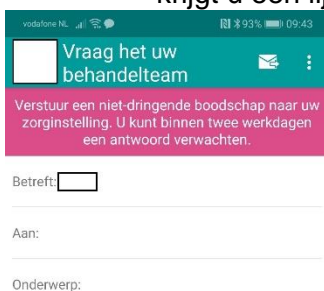 vodafone NL 93% 09:43
Vraag het uw
behandelteam
Verstuur een niet-dringende boodschap naar uw
zorginstelling. U kunt binnen twee werkdagen
een antwoord verwachten.
Betreft:
Aan:
Onderwerp: